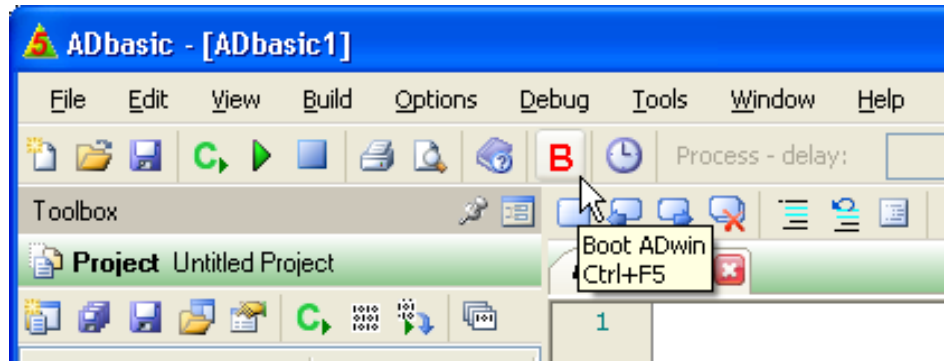 ADbasic - [ADbasic1]
File Edit View Build Options Debug Tools Window Help
C B Process - delay:
Toolbox
Boot ADwin
Ctrl+F5
Project Untitled Project
C
1